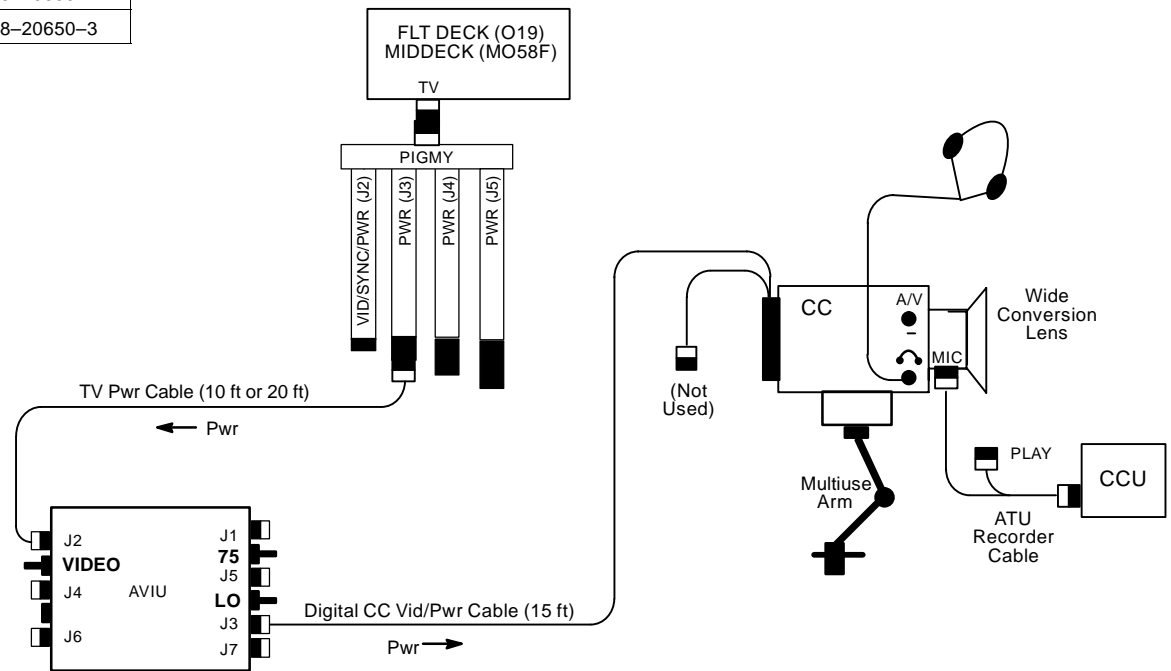 8–20650–3
FLT DECK (O19)
MIDDECK (MO58F)
TV
PIGMY
VID/SYNC/PWR (J2)
PWR (J3)
PWR (J4)
PWR (J5)
CC
A/V
MIC
Wide
Conversion
Lens
(Not
Used)
TV Pwr Cable (10 ft or 20 ft)
Pwr
Multiuse
Arm
PLAY
CCU
ATU
Recorder
Cable
J2
VIDEO
J4
AVIU
J6
J1
75
J5
LO
J3
J7
Digital CC Vid/Pwr Cable (15 ft)
Pwr